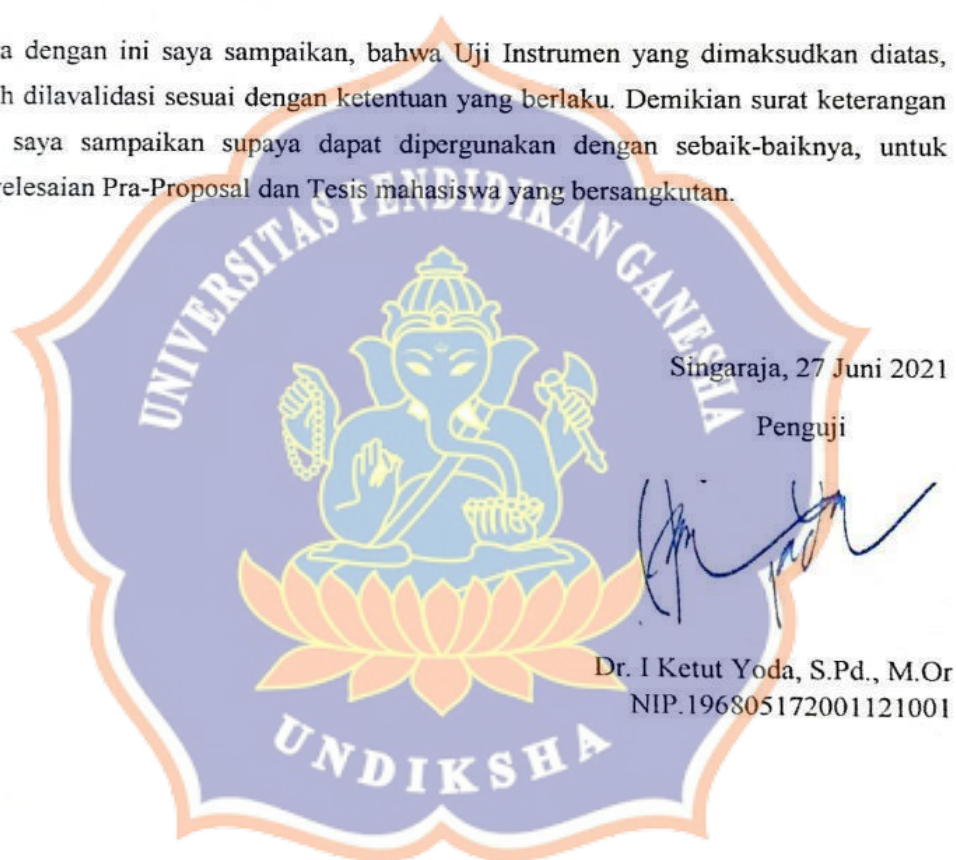 a dengan ini saya sampaikan, bahwa Uji Instrumen yang dimaksudkan diatas,
h dilavalidasi sesuai dengan ketentuan yang berlaku. Demikian surat keterangan
saya sampaikan supaya dapat dipergunakan dengan sebaik-baiknya, untuk
elesaian Pra-Proposal dan Tesis mahasiswa yang bersangkutan.
UNIVERSITAS PENDIDIKAN GANESHA
Singaraja, 27 Juni 2021
Penguji
Dr. I Ketut Yoda, S.Pd., M.Or
NIP.196805172001121001
UNDIKSHA